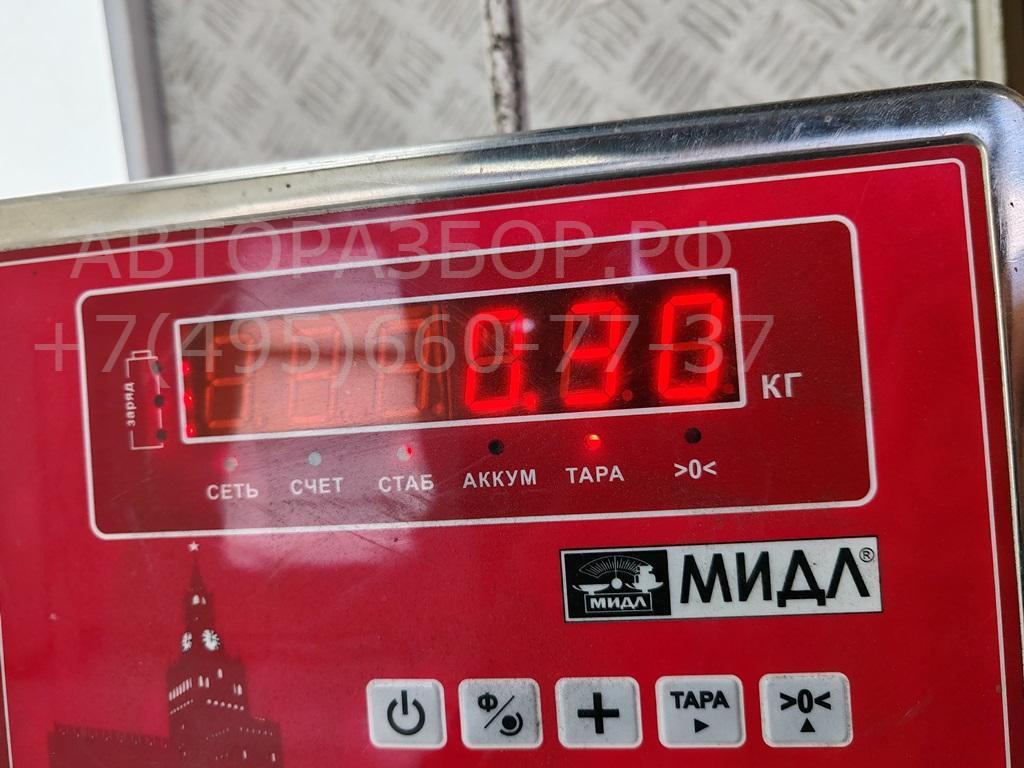 АВТОРАЗБОР.РФ
+7(495)660-77-37
заряд
0.30
КГ
СЕТЬ СЧЕТ СТАБ АККУМ ТАРА >0<
МИДЛ
МИДЛ®
Ф
ТАРА
>0<